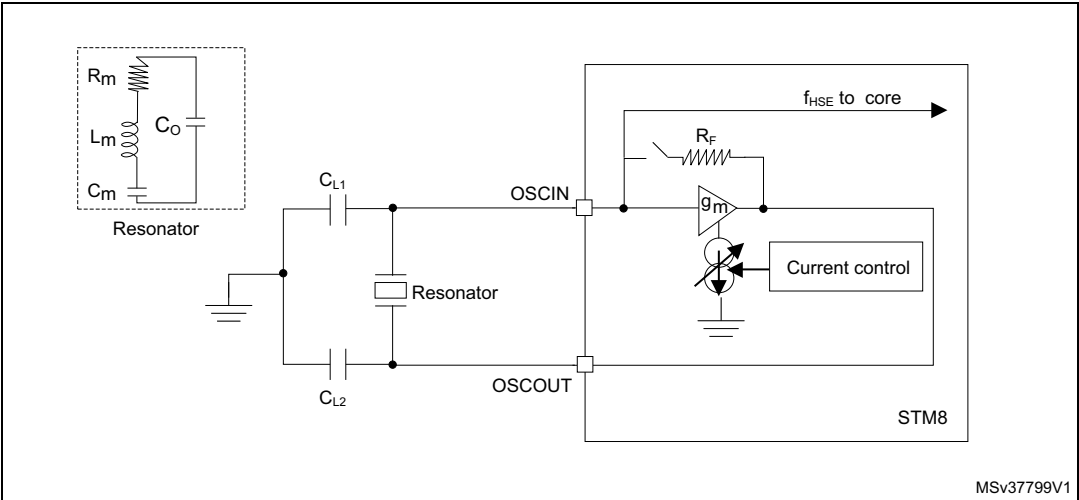 Rm
Lm
CO
Cm
Resonator
CL1
CL2
Resonator
OSCIN
OSCOUT
fHSE to core
RF
gm
Current control
STM8
MSv37799V1